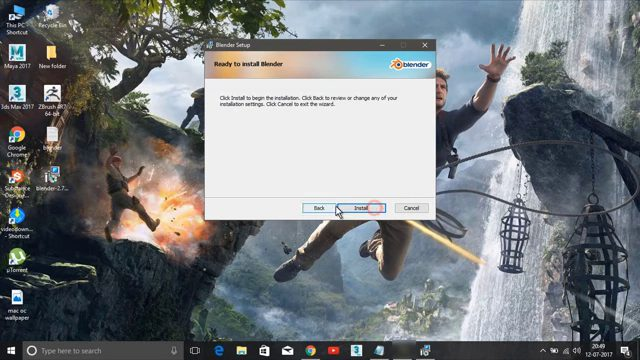 This PC
Shortcut
Recycle Bin
Maya 2017
New folder
3ds Max 2017
ZBrush 4R7
64-bit
Google
Chrome
blender
Substance
Designe...
blender-2.7...
videodown...
- Shortcut
µTorrent
mac oc
wallpaper
Blender Setup
Ready to install Blender
blender
Click Install to begin the installation. Click Back to review or change any of your
installation settings. Click Cancel to exit the wizard.
Back
Install
Cancel
Type here to search
20:49
12-07-2017